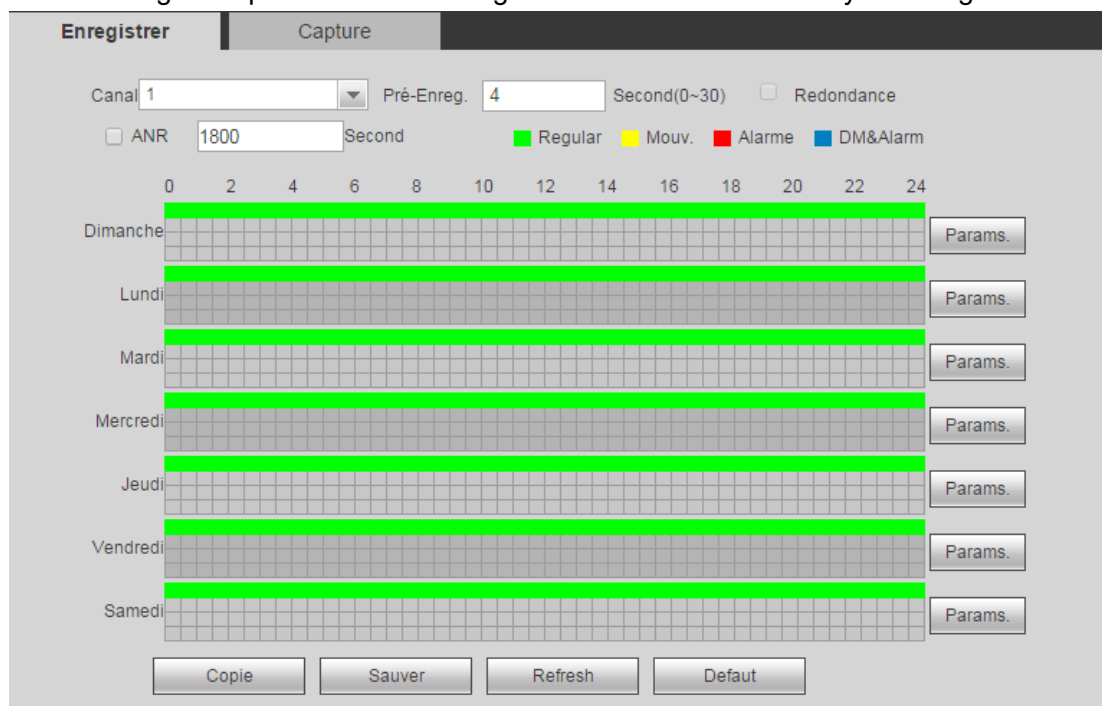 Enregistrer Capture
Canal 1 Pré-Enreg. 4 Second(0~30) Redondance
ANR 1800 Second Regular Mouv. Alarme DM&Alarm
0 2 4 6 8 10 12 14 16 18 20 22 24
Dimanche Params.
Lundi Params.
Mardi Params.
Mercredi Params.
Jeudi Params.
Vendredi Params.
Samedi Params.
Copie Sauver Refresh Defaut